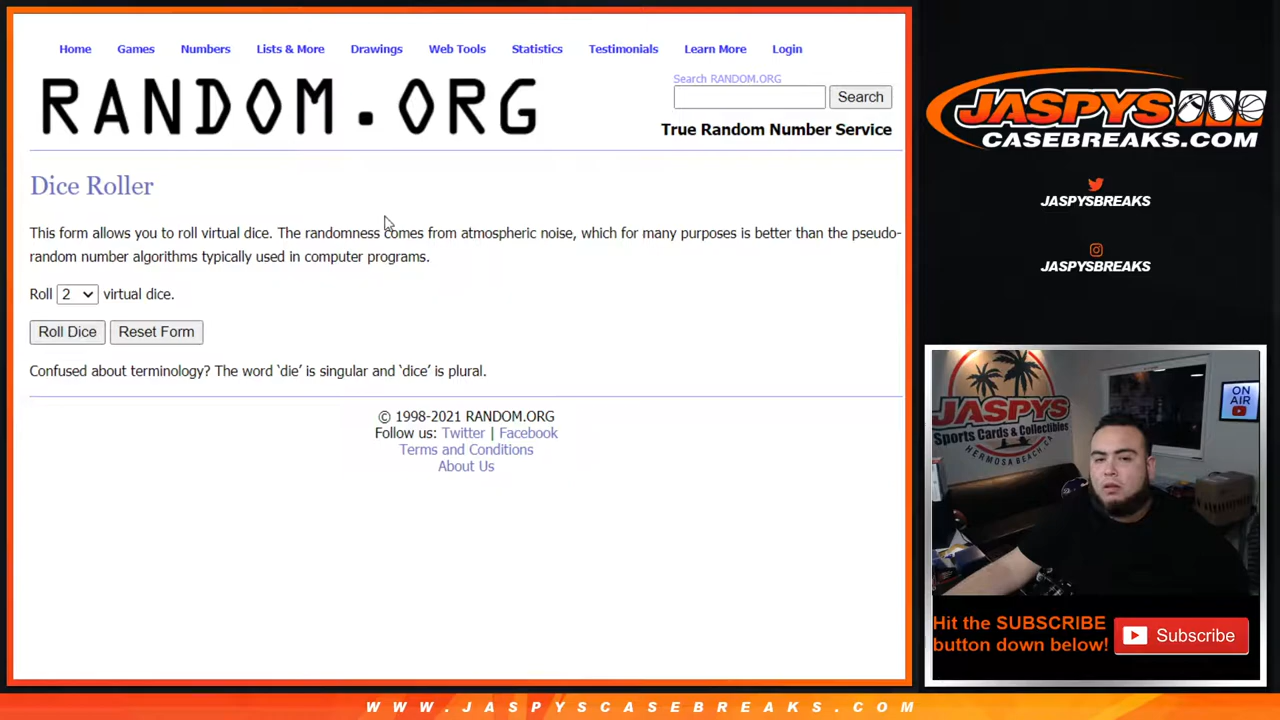 Home Games Numbers Lists & More Drawings Web Tools Statistics Testimonials Learn More Login
RANDOM.ORG
Search RANDOM.ORG
Search
True Random Number Service
Dice Roller
This form allows you to roll virtual dice. The randomness comes from atmospheric noise, which for many purposes is better than the pseudo-
random number algorithms typically used in computer programs.
Roll 2 virtual dice.
Roll Dice Reset Form
Confused about terminology? The word ‘die’ is singular and ‘dice’ is plural.
© 1998-2021 RANDOM.ORG
Follow us: Twitter | Facebook
Terms and Conditions
About Us
JASPYS
CASEBREAKS.COM
JASPYSBREAKS
JASPYSBREAKS
JASPYS
Sports Cards & Collectibles
HERMOSA BEACH, CA
ON
AIR
Hit the SUBSCRIBE
button down below!
Subscribe
WWW.JASPYSCASEBREAKS.COM